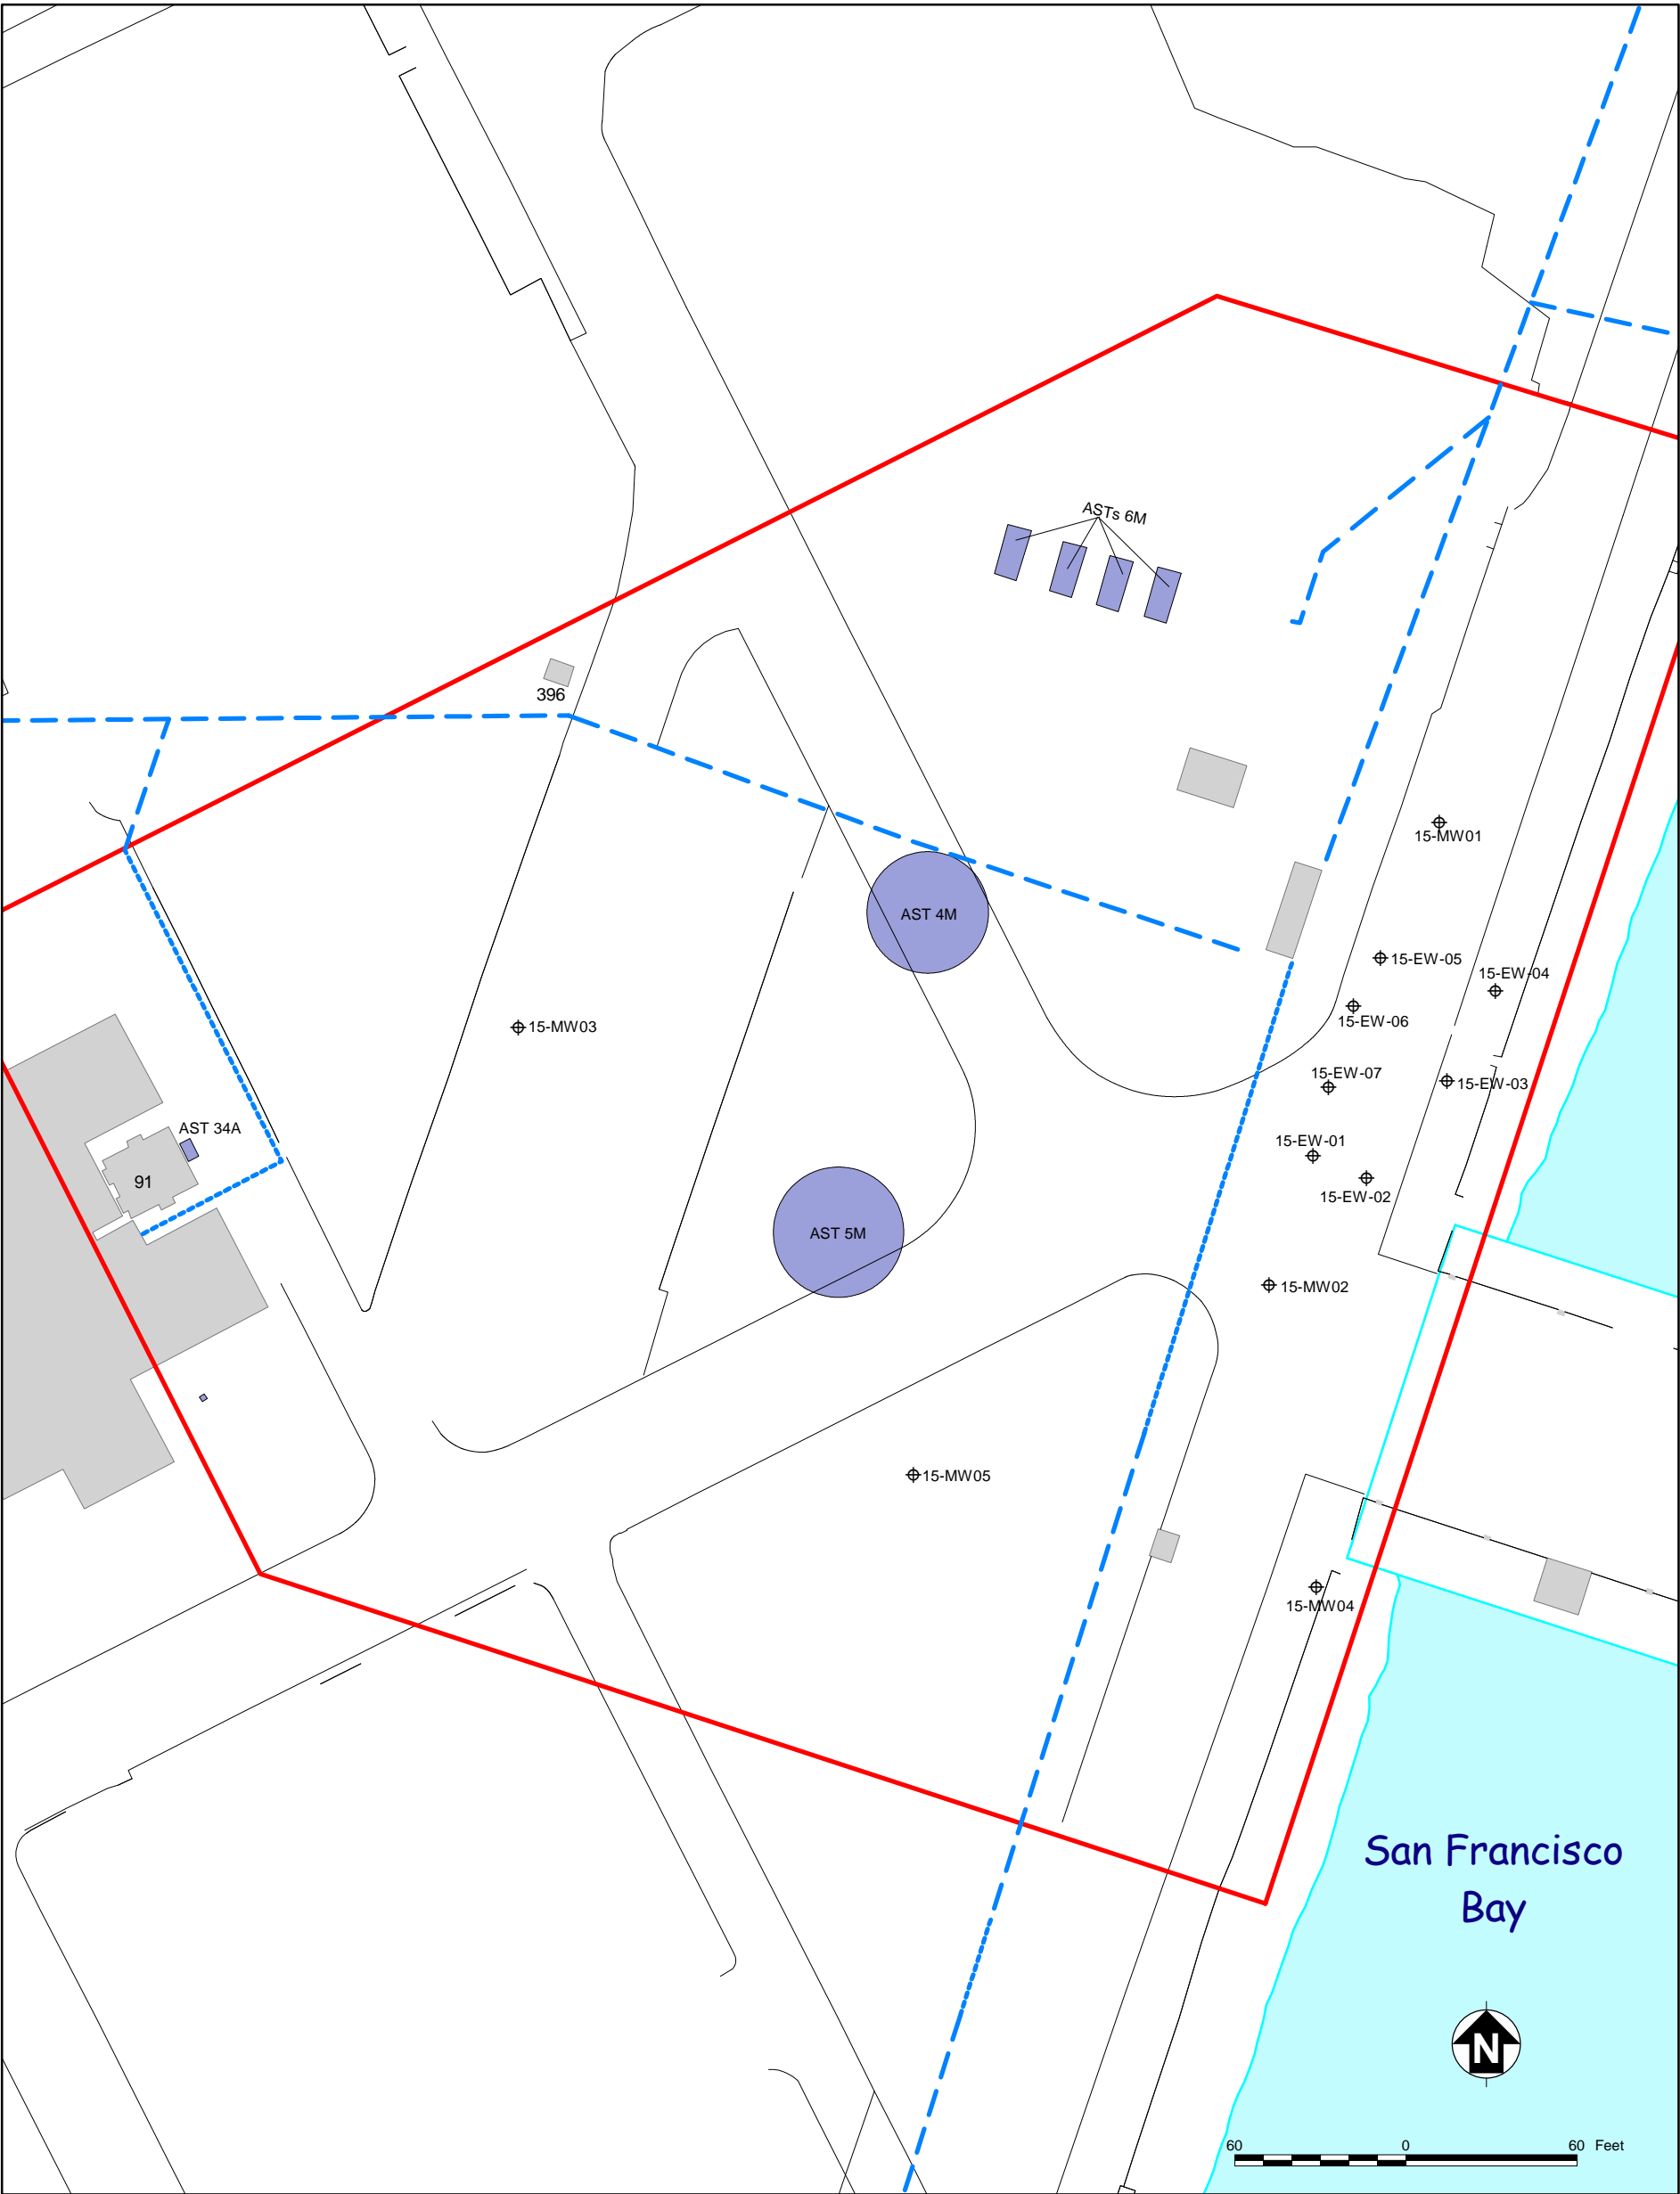 ASTs 6M
396
15-MW01
AST 4M
15-EW-05
15-EW-04
15-EW-06
15-MW03
15-EW-07
15-EW-03
AST 34A
15-EW-01
91
15-EW-02
AST 5M
15-MW02
15-MW05
15-MW04
San Francisco
Bay
N
60 0 60 Feet